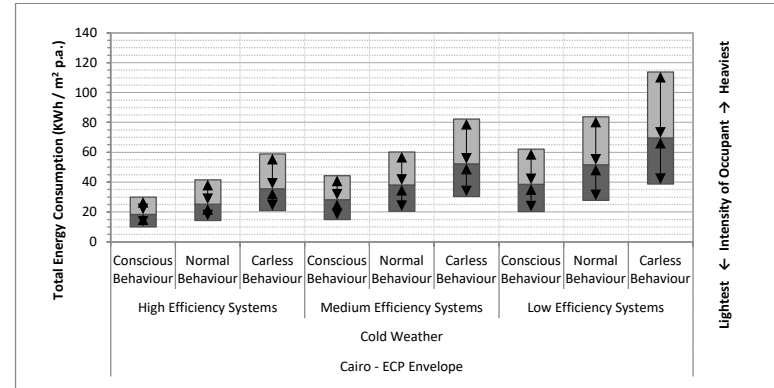 Total Energy Consumption (KWh / m² p.a.)
140
120
100
80
60
40
20
0
Conscious Behaviour
Normal Behaviour
Carless Behaviour
Conscious Behaviour
Normal Behaviour
Carless Behaviour
Conscious Behaviour
Normal Behaviour
Carless Behaviour
High Efficiency Systems
Medium Efficiency Systems
Low Efficiency Systems
Cold Weather
Cairo - ECP Envelope
Lightest ← Intensity of Occupant → Heaviest